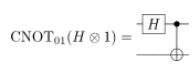 CNOT₀₁(H ⊗ 1) = H